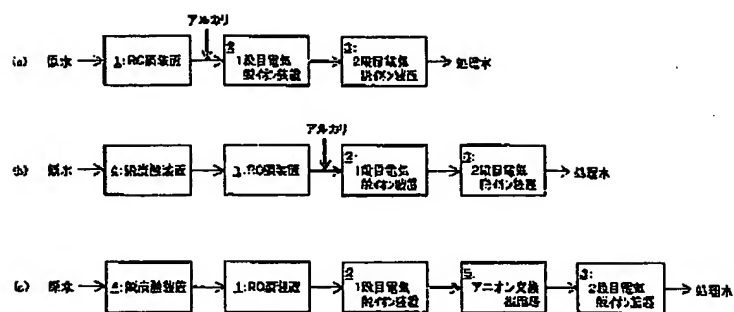 アルカリ
(a) 原水 1:RO膜装置 2: 1段目電気脱イオン装置 3: 2段目電気脱イオン装置 処理水
アルカリ
(b) 原水 4:脱炭酸装置 1:RO膜装置 2: 1段目電気脱イオン装置 3: 2段目電気脱イオン装置 処理水
(c) 原水 4:脱炭酸装置 1:RO膜装置 2 1段目電気脱イオン装置 5. アニオン交換樹脂塔 3: 2段目電気脱イオン装置 処理水